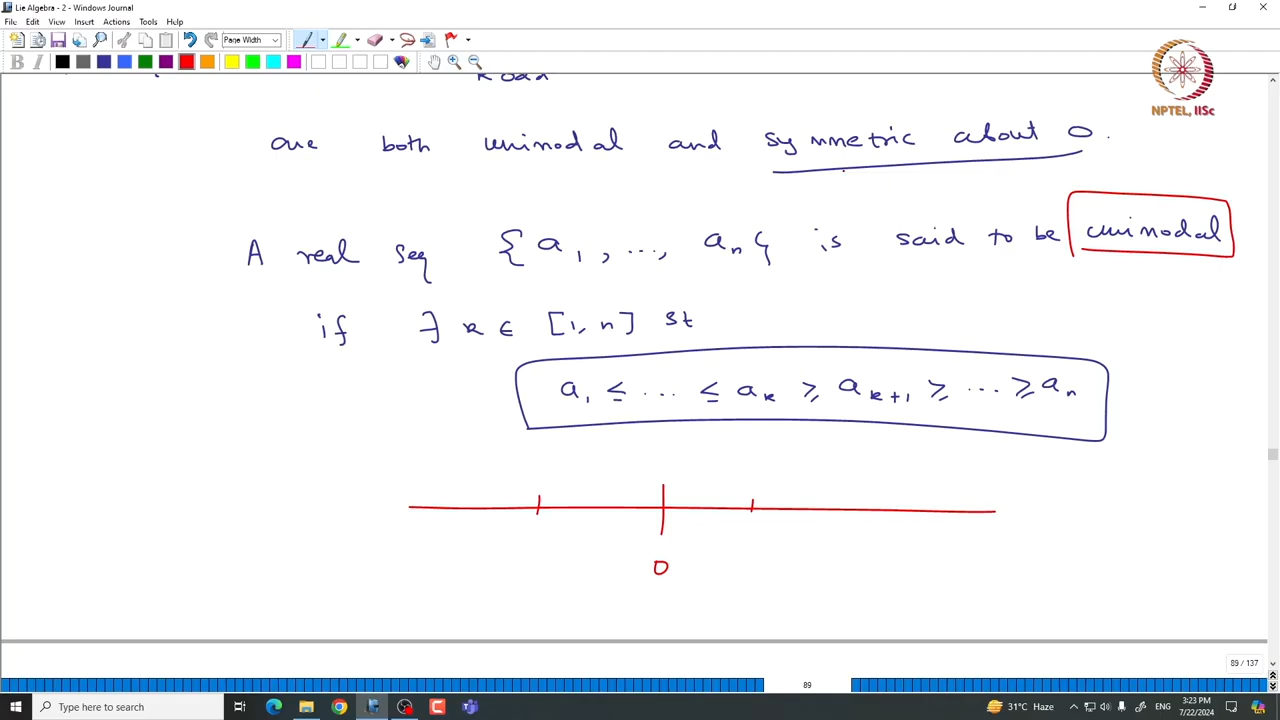 Lie Algebra - 2 - Windows Journal
File Edit View Insert Actions Tools Help
Page Width
B I
k odd
are both unimodal and symmetric about 0.
NPTEL, IISc
A real seq {a1, ..., an} is said to be unimodal
if ∃ k ∈ [1, n] st
a1 ≤ ... ≤ ak ≥ ak+1 ≥ ... ≥ an
0
89 / 137
89
Type here to search
31°C Haze
ENG
3:23 PM
7/22/2024